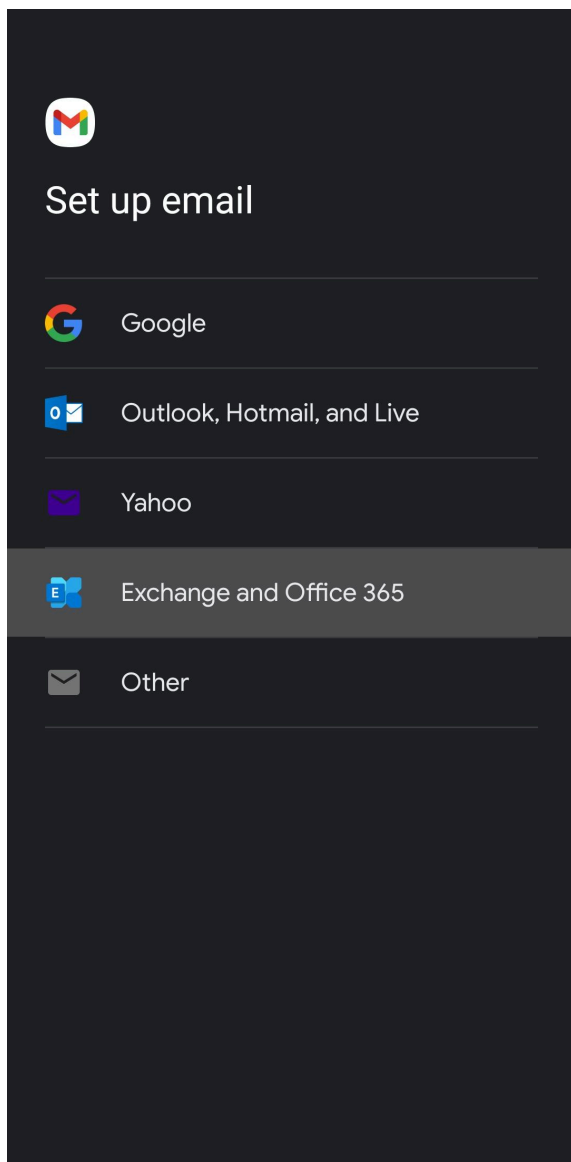 Set up email
Google
Outlook, Hotmail, and Live
Yahoo
Exchange and Office 365
Other